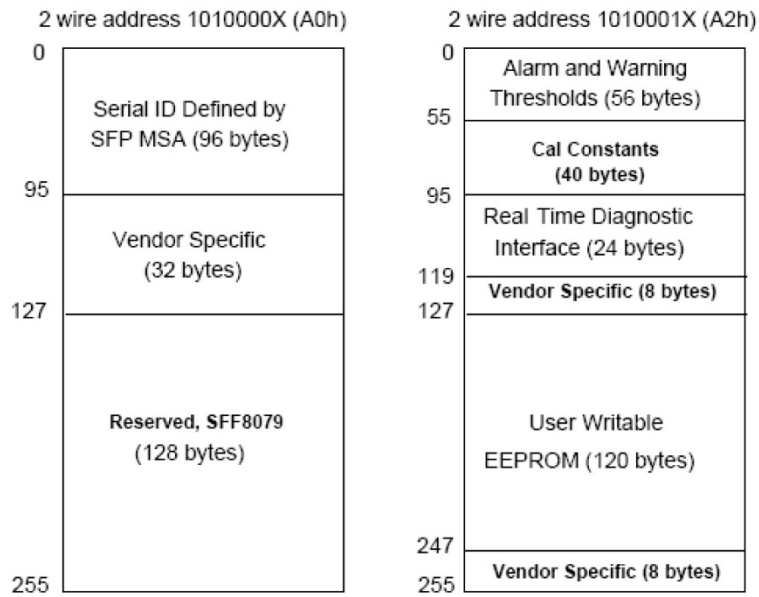 2 wire address 1010000X (A0h)
0
Serial ID Defined by
SFP MSA (96 bytes)
95
Vendor Specific
(32 bytes)
127
Reserved, SFF8079
(128 bytes)
255
2 wire address 1010001X (A2h)
0
Alarm and Warning
Thresholds (56 bytes)
55
Cal Constants
(40 bytes)
95
Real Time Diagnostic
Interface (24 bytes)
119
Vendor Specific (8 bytes)
127
User Writable
EEPROM (120 bytes)
247
Vendor Specific (8 bytes)
255